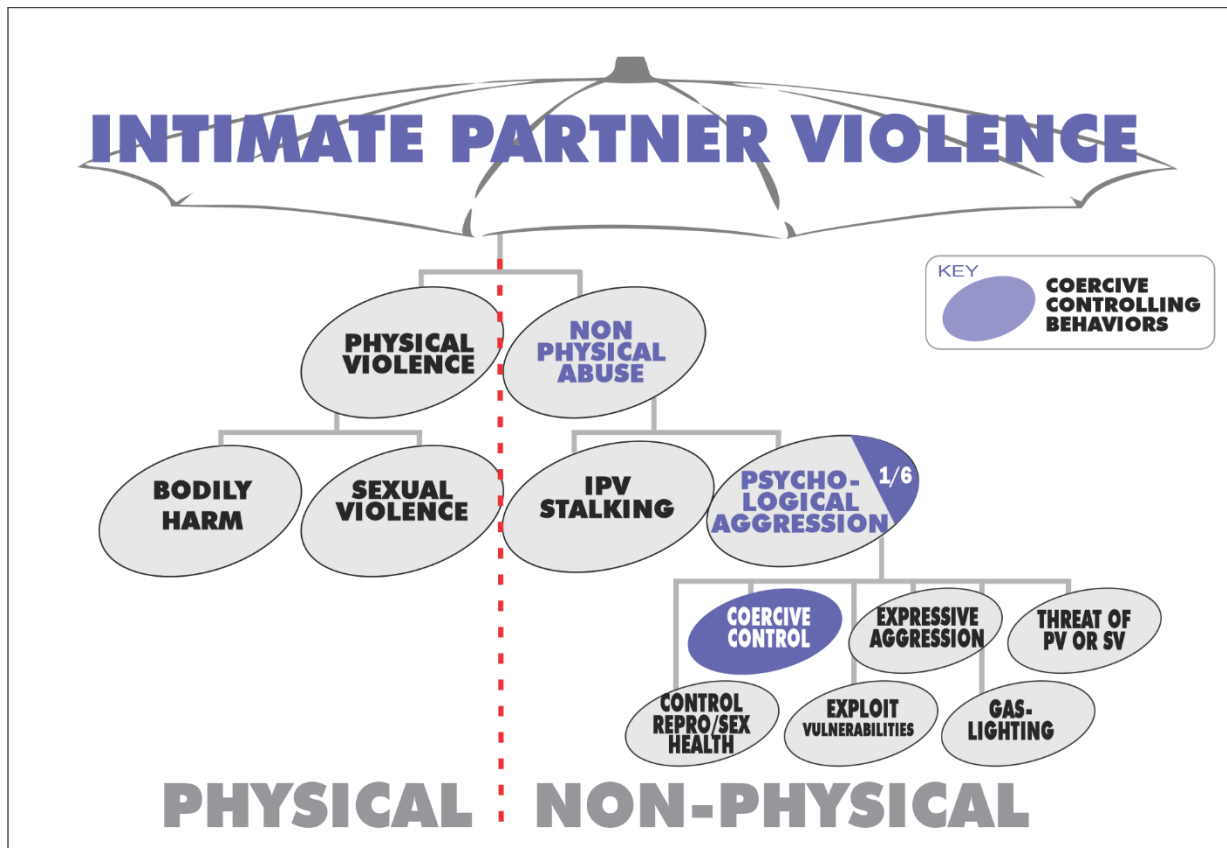 INTIMATE PARTNER VIOLENCE
KEY
COERCIVE
CONTROLLING
BEHAVIORS
PHYSICAL
VIOLENCE
NON
PHYSICAL
ABUSE
BODILY
HARM
SEXUAL
VIOLENCE
IPV
STALKING
PSYCHO-
LOGICAL
AGGRESSION
1/6
COERCIVE
CONTROL
EXPRESSIVE
AGGRESSION
THREAT OF
PV OR SV
CONTROL
REPRO/SEX
HEALTH
EXPLOIT
VULNERABILITIES
GAS-
LIGHTING
PHYSICAL
NON-PHYSICAL